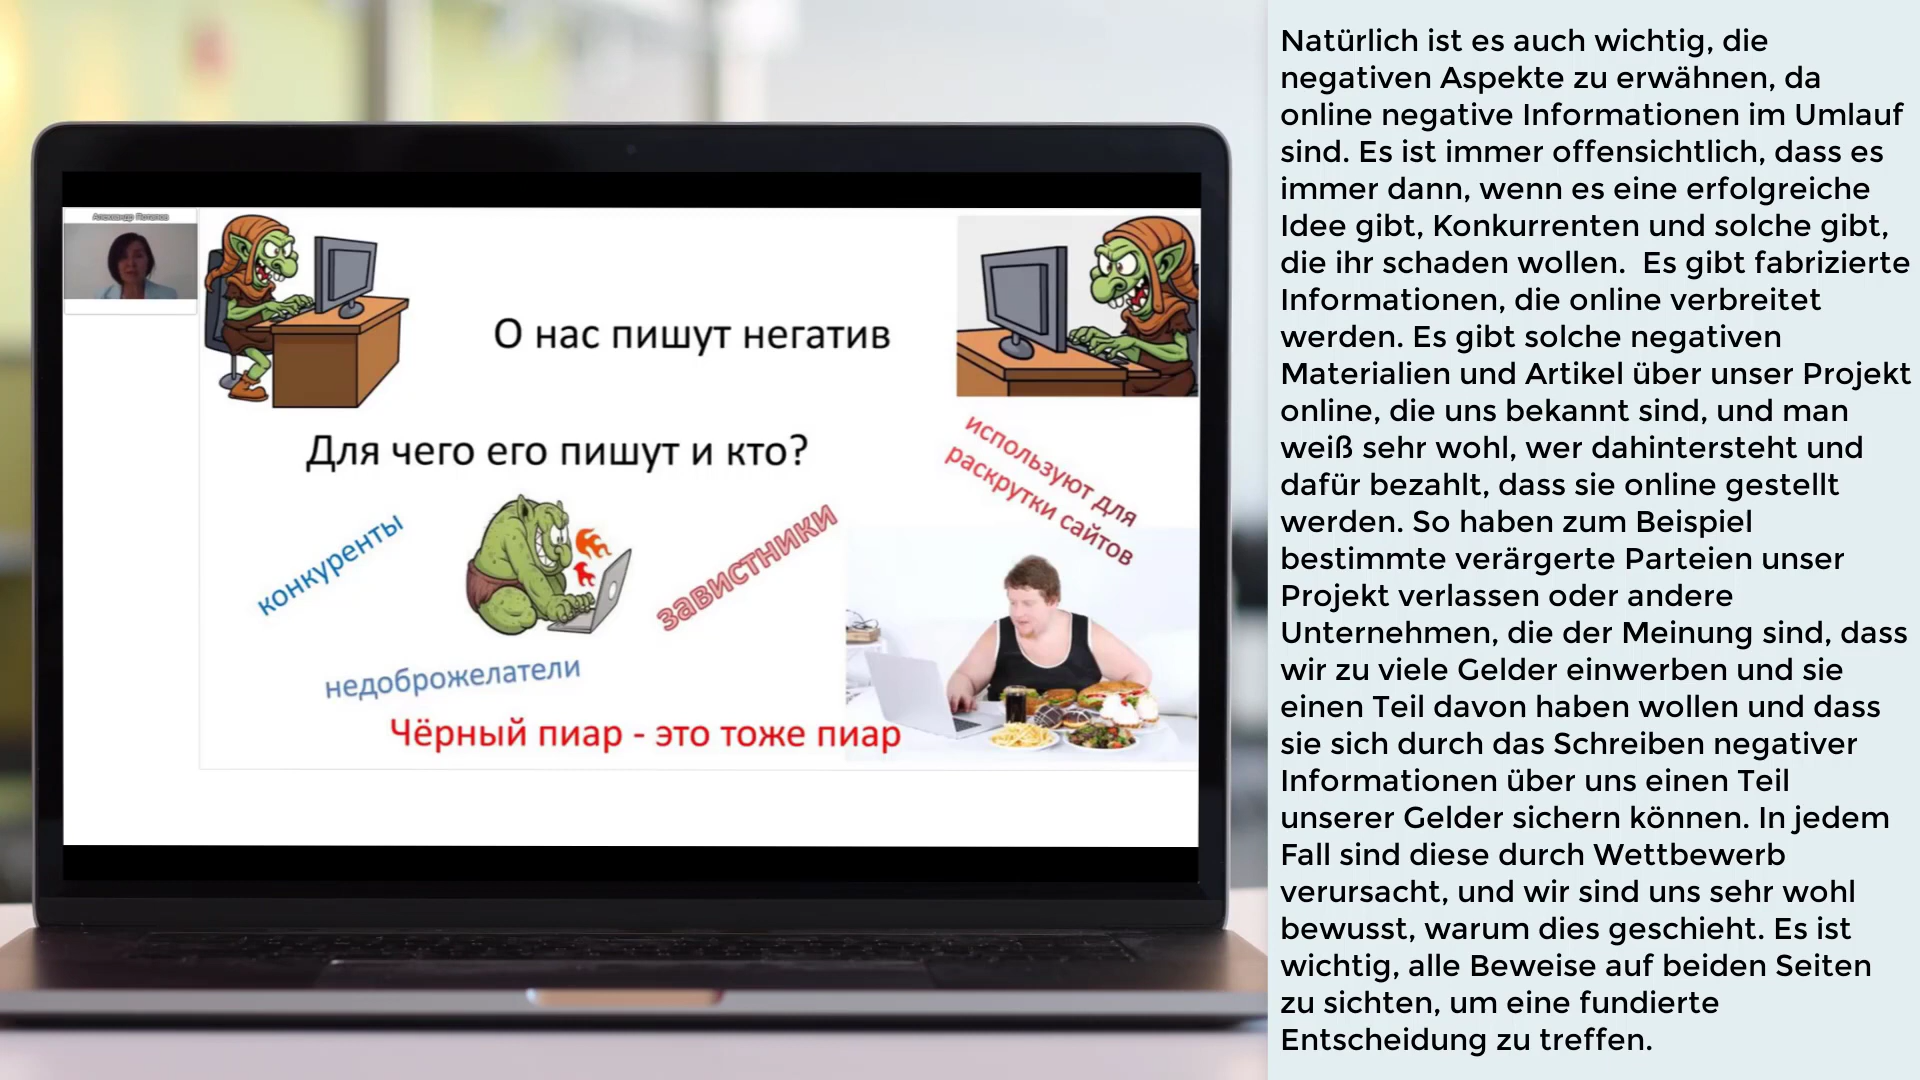 Александр Потапов
О нас пишут негатив
Для чего его пишут и кто?
используют для
раскрутки сайтов
конкуренты
завистники
недоброжелатели
Чёрный пиар - это тоже пиар
Natürlich ist es auch wichtig, die
negativen Aspekte zu erwähnen, da
online negative Informationen im Umlauf
sind. Es ist immer offensichtlich, dass es
immer dann, wenn es eine erfolgreiche
Idee gibt, Konkurrenten und solche gibt,
die ihr schaden wollen.  Es gibt fabrizierte
Informationen, die online verbreitet
werden. Es gibt solche negativen
Materialien und Artikel über unser Projekt
online, die uns bekannt sind, und man
weiß sehr wohl, wer dahintersteht und
dafür bezahlt, dass sie online gestellt
werden. So haben zum Beispiel
bestimmte verärgerte Parteien unser
Projekt verlassen oder andere
Unternehmen, die der Meinung sind, dass
wir zu viele Gelder einwerben und sie
einen Teil davon haben wollen und dass
sie sich durch das Schreiben negativer
Informationen über uns einen Teil
unserer Gelder sichern können. In jedem
Fall sind diese durch Wettbewerb
verursacht, und wir sind uns sehr wohl
bewusst, warum dies geschieht. Es ist
wichtig, alle Beweise auf beiden Seiten
zu sichten, um eine fundierte
Entscheidung zu treffen.